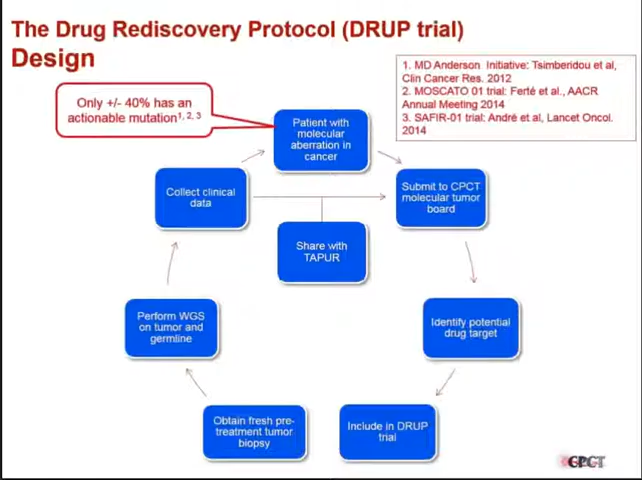 The Drug Rediscovery Protocol (DRUP trial)
Design
1. MD Anderson Initiative: Tsimberidou et al,
Clin Cancer Res. 2012
2. MOSCATO 01 trial: Ferté et al., AACR
Annual Meeting 2014
3. SAFIR-01 trial: André et al, Lancet Oncol.
2014
Only +/- 40% has an
actionable mutation1, 2, 3
Patient with
molecular
aberration in
cancer
Collect clinical
data
Submit to CPCT
molecular tumor
board
Share with
TAPUR
Perform WGS
on tumor and
germline
Identify potential
drug target
Obtain fresh pre-
treatment tumor
biopsy
Include in DRUP
trial
CPCT